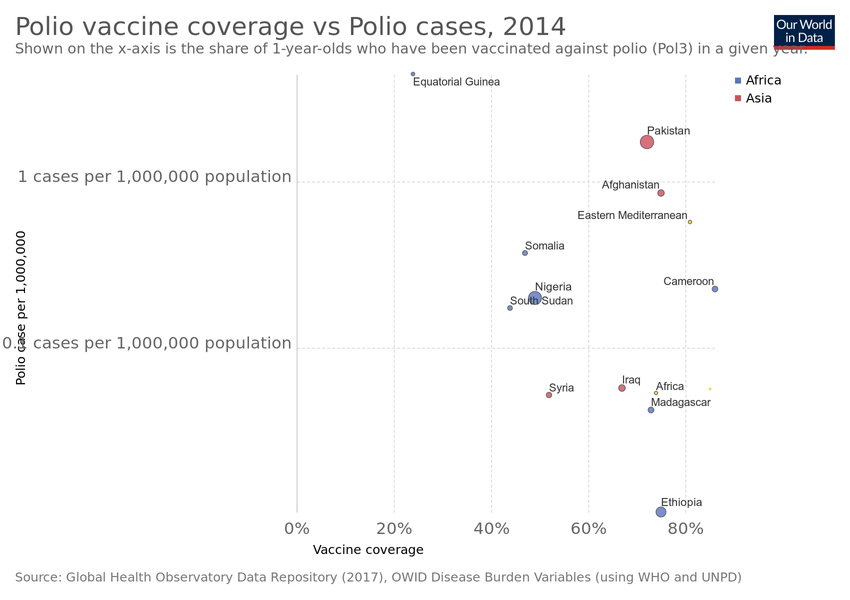 Polio vaccine coverage vs Polio cases, 2014
Our World
in Data
Shown on the x-axis is the share of 1-year-olds who have been vaccinated against polio (Pol3) in a given year.
Africa
Asia
Equatorial Guinea
Pakistan
1 cases per 1,000,000 population
Afghanistan
Eastern Mediterranean
Somalia
Cameroon
Nigeria
South Sudan
Polio case per 1,000,000
0.1 cases per 1,000,000 population
Iraq
Syria
Africa
Madagascar
Ethiopia
0%
20%
40%
60%
80%
Vaccine coverage
Source: Global Health Observatory Data Repository (2017), OWID Disease Burden Variables (using WHO and UNPD)